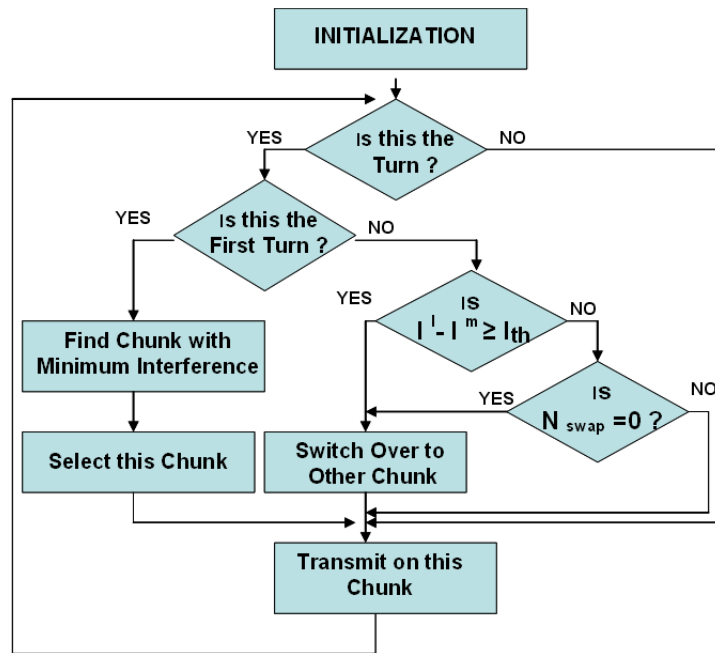 INITIALIZATION
YES
Is this the
Turn ?
NO
YES
Is this the
First Turn ?
NO
YES
IS
I l - I m ≥ Ith
NO
Find Chunk with
Minimum Interference
YES
IS
N swap =0 ?
NO
Select this Chunk
Switch Over to
Other Chunk
Transmit on this
Chunk